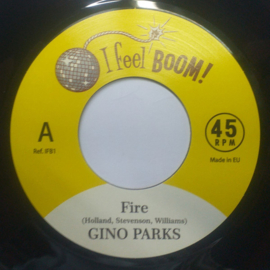 I feel BOOM!
A
45
RPM
Ref. IFB1
Made in EU
Fire
(Holland, Stevenson, Williams)
GINO PARKS